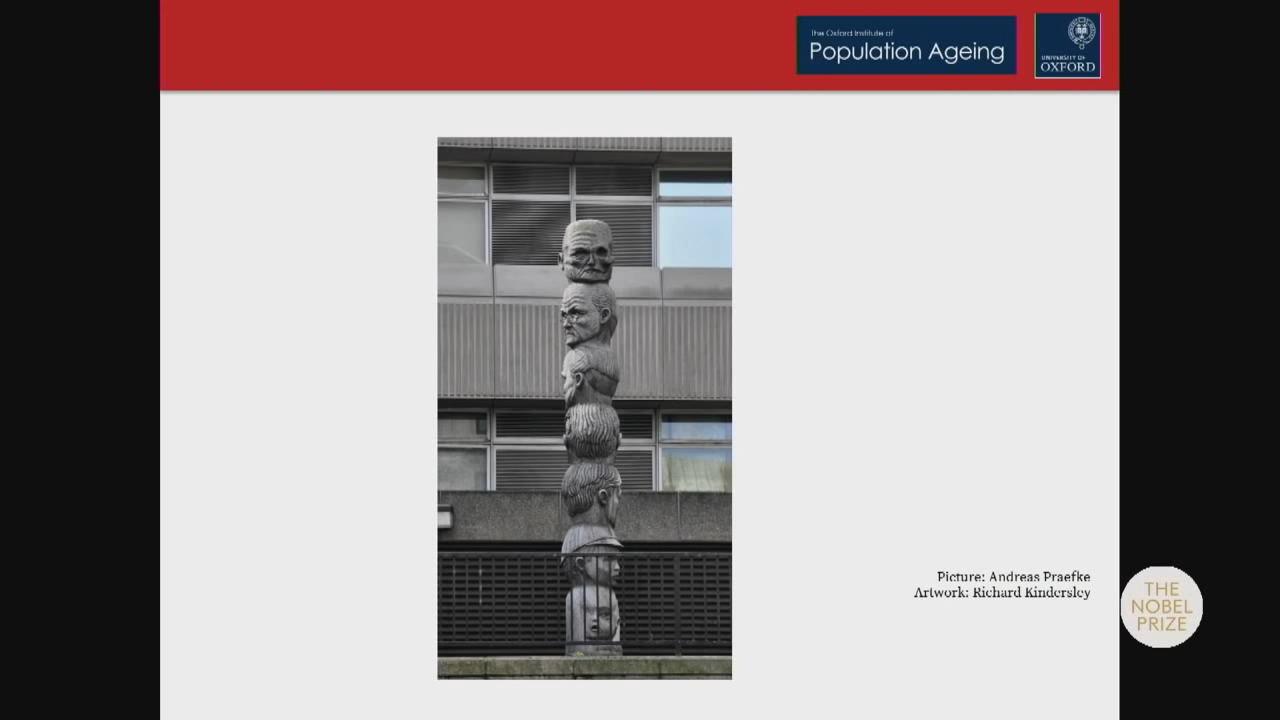 The Oxford Institute of
Population Ageing
UNIVERSITY OF
OXFORD
Picture: Andreas Praefke
Artwork: Richard Kindersley
THE
NOBEL
PRIZE